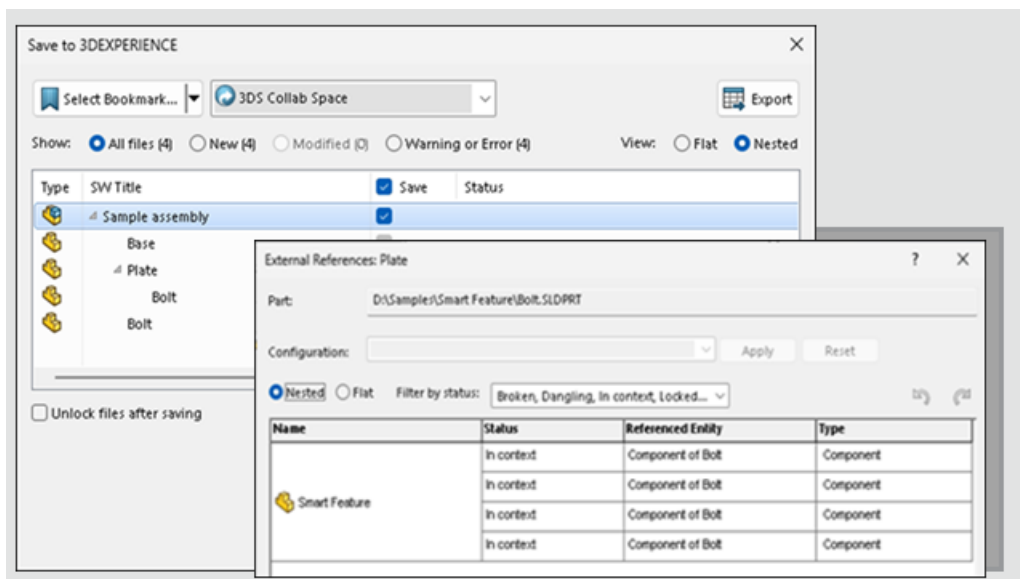 Save to 3DEXPERIENCE
Select Bookmark... 3DS Collab Space Export
Show: All files (4) New (4) Modified (0) Warning or Error (4) View: Flat Nested
Type SW Title Save Status
Sample assembly
Base
Plate
Bolt
Bolt
Unlock files after saving
External References: Plate ?
Part: D:\Samples\Smart Feature\Bolt.SLDPRT
Configuration: Apply Reset
Nested Flat Filter by status: Broken, Dangling, In context, Locked...
Name Status Referenced Entity Type
In context Component of Bolt Component
In context Component of Bolt Component
Smart Feature
In context Component of Bolt Component
In context Component of Bolt Component